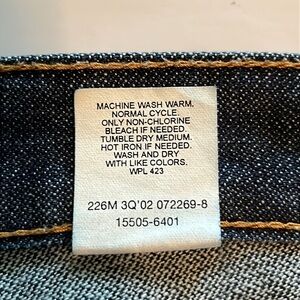 MACHINE WASH WARM.
NORMAL CYCLE.
ONLY NON-CHLORINE
BLEACH IF NEEDED.
TUMBLE DRY MEDIUM.
HOT IRON IF NEEDED.
WASH AND DRY
WITH LIKE COLORS.
WPL 423
226M 3Q'02 072269-8
15505-6401